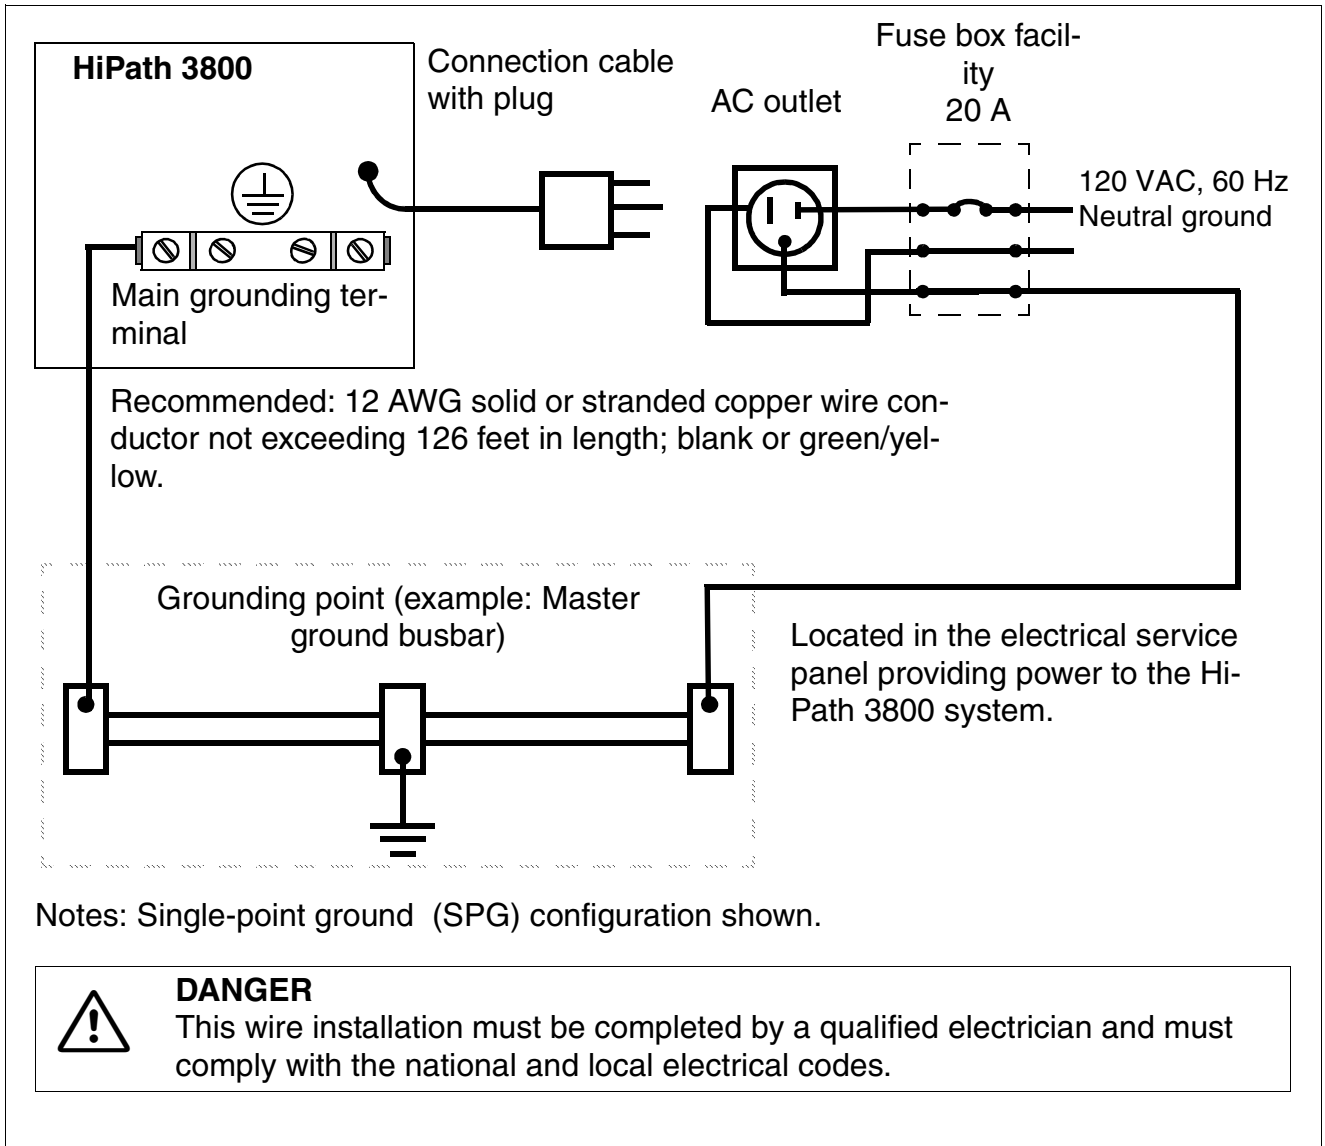 HiPath 3800
Connection cable
with plug
AC outlet
Fuse box facil-
ity
20 A
120 VAC, 60 Hz
Neutral ground
Main grounding ter-
minal
Recommended: 12 AWG solid or stranded copper wire con-
ductor not exceeding 126 feet in length; blank or green/yel-
low.
Grounding point (example: Master
ground busbar)
Located in the electrical service
panel providing power to the Hi-
Path 3800 system.
Notes: Single-point ground (SPG) configuration shown.
DANGER
This wire installation must be completed by a qualified electrician and must
comply with the national and local electrical codes.